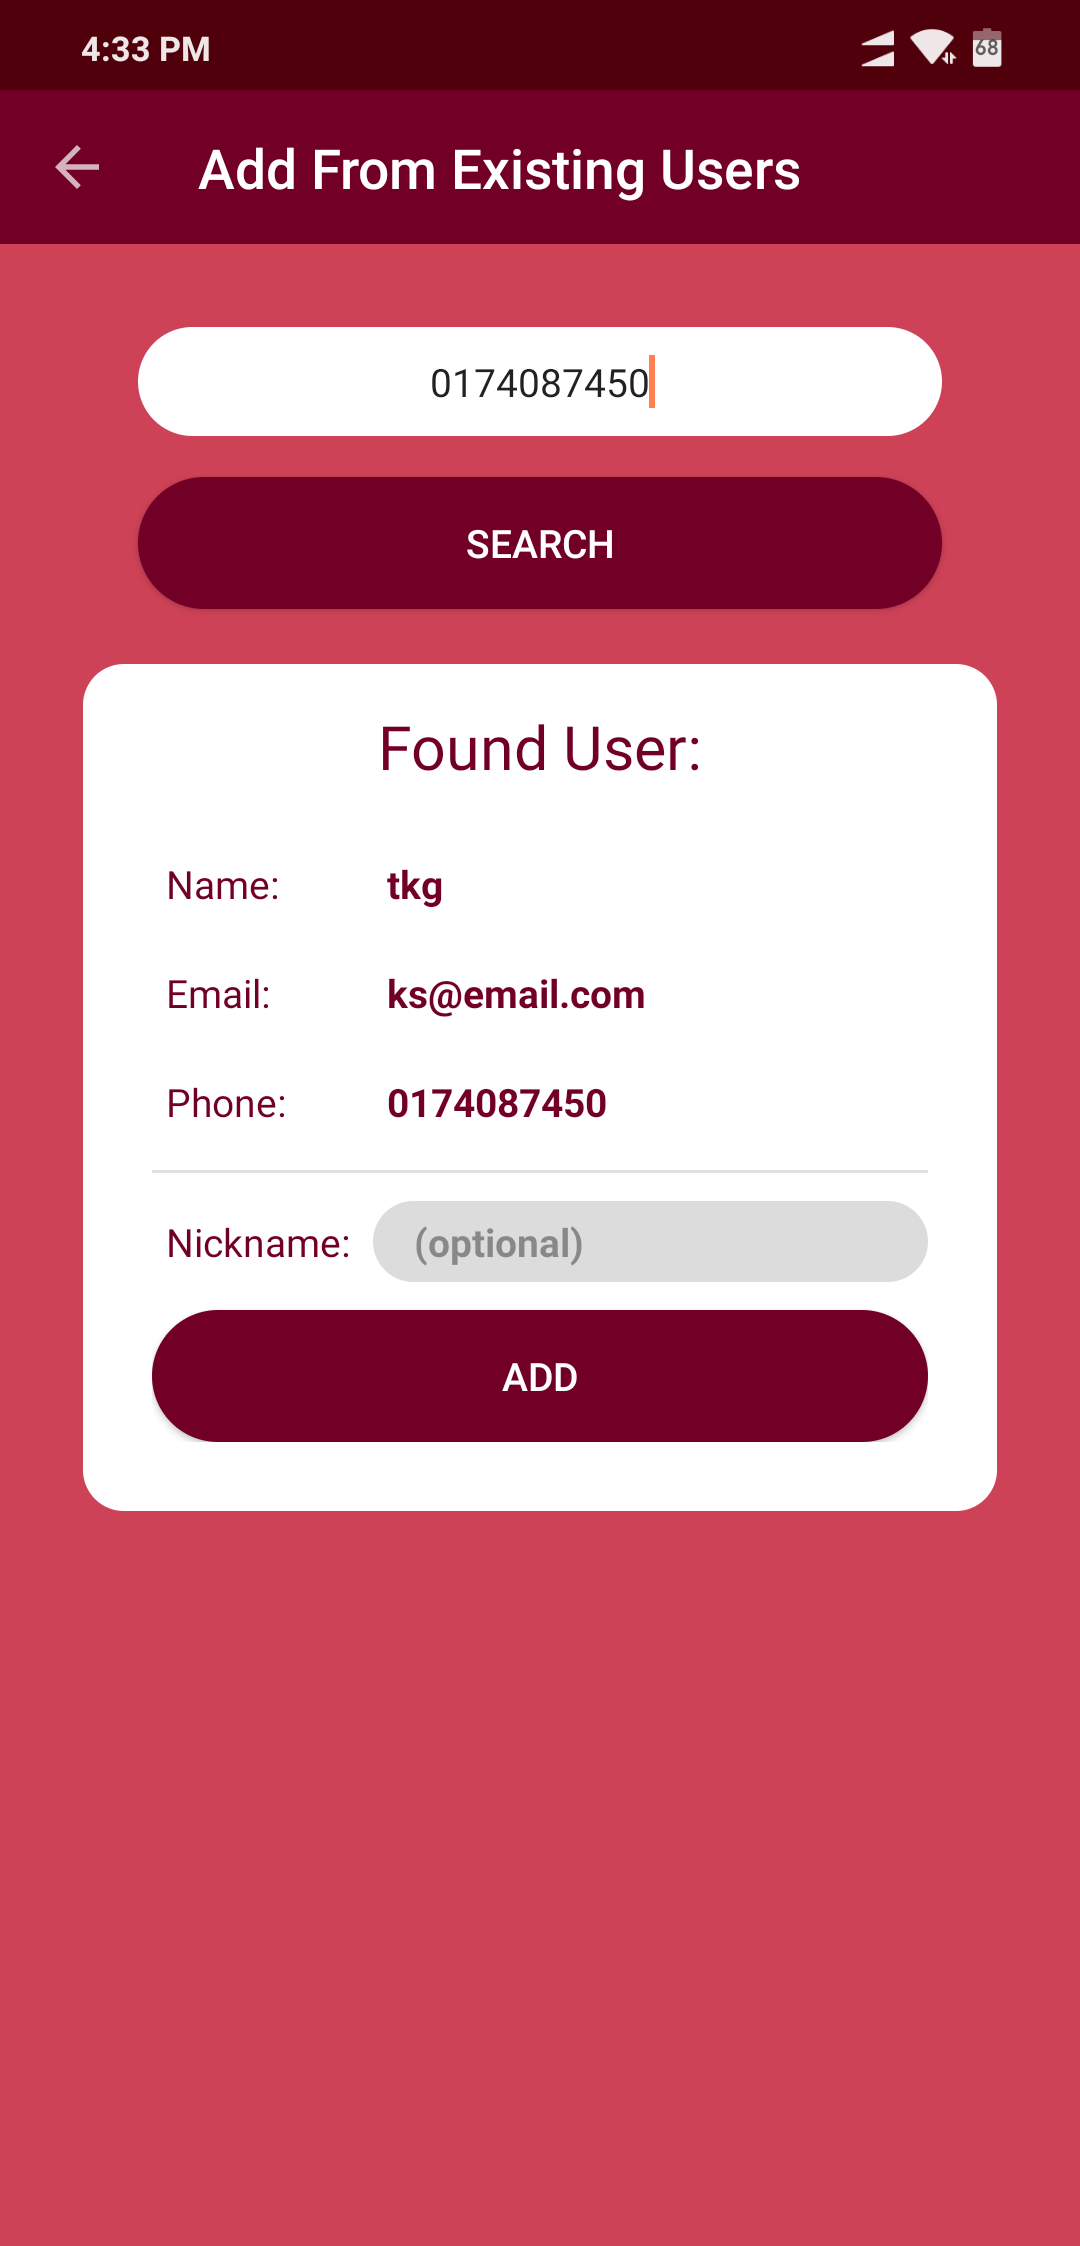 4:33 PM
68
Add From Existing Users
0174087450
SEARCH
Found User:
Name: tkg
Email: ks@email.com
Phone: 0174087450
Nickname: (optional)
ADD